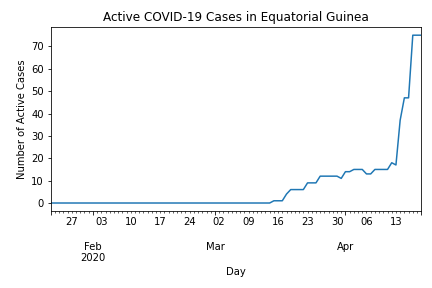 Active COVID-19 Cases in Equatorial Guinea
Number of Active Cases
70
60
50
40
30
20
10
0
27 03 10 17 24 02 09 16 23 30 06 13
Feb Mar Apr
2020
Day